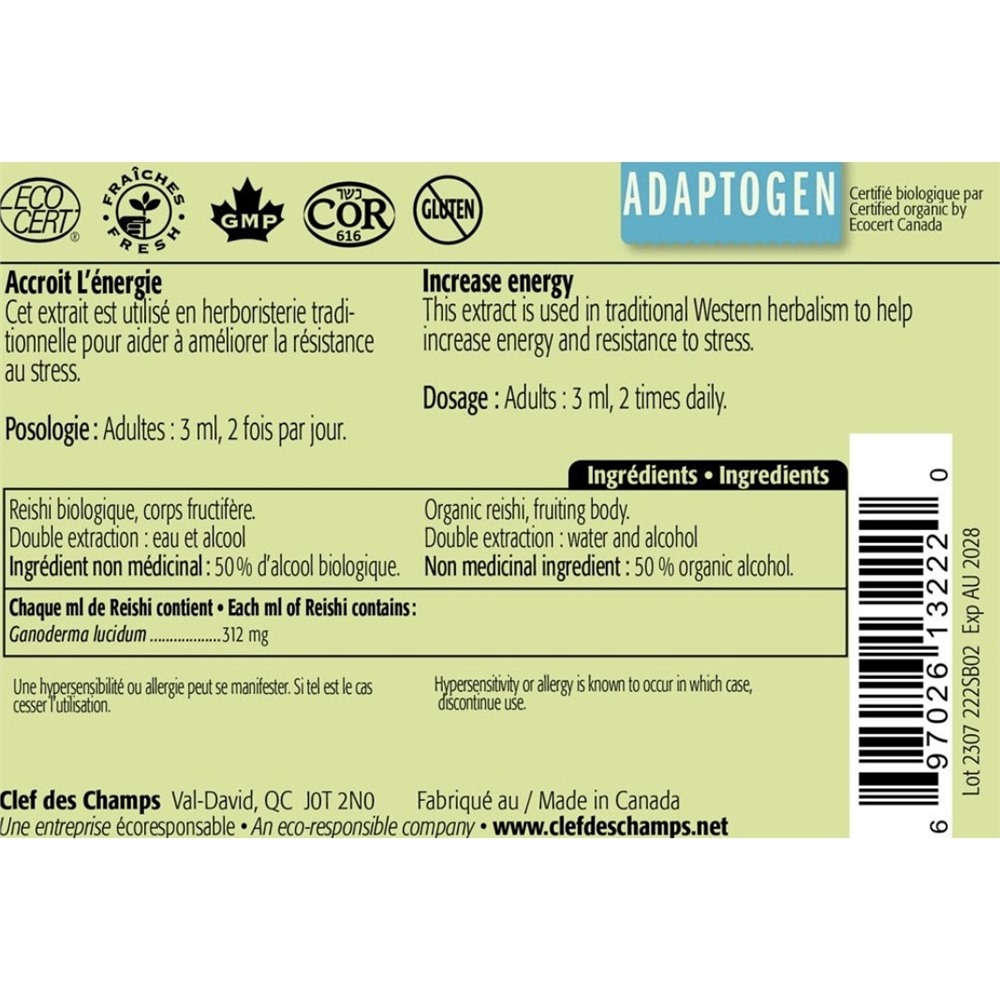 ECO
CERT
®
FRAÎCHES
FRESH
GMP
כשר
COR
616
GLUTEN
ADAPTOGEN
Certifié biologique par
Certified organic by
Ecocert Canada
Accroit L'énergie
Cet extrait est utilisé en herboristerie tradi-
tionnelle pour aider à améliorer la résistance
au stress.
Posologie : Adultes : 3 ml, 2 fois par jour.
Increase energy
This extract is used in traditional Western herbalism to help
increase energy and resistance to stress.
Dosage : Adults : 3 ml, 2 times daily.
Ingrédients • Ingredients
Reishi biologique, corps fructifère.
Double extraction : eau et alcool
Ingrédient non médicinal : 50 % d'alcool biologique.
Organic reishi, fruiting body.
Double extraction : water and alcohol
Non medicinal ingredient : 50 % organic alcohol.
Chaque ml de Reishi contient • Each ml of Reishi contains :
Ganoderma lucidum ..................312 mg
Une hypersensibilité ou allergie peut se manifester. Si tel est le cas
cesser l'utilisation.
Hypersensitivity or allergy is known to occur in which case,
discontinue use.
Clef des Champs Val-David, QC J0T 2N0 Fabriqué au / Made in Canada
Une entreprise écoresponsable • An eco-responsible company • www.clefdeschamps.net
6 97026 13222 0
Lot 2307 222SB02 Exp AU 2028